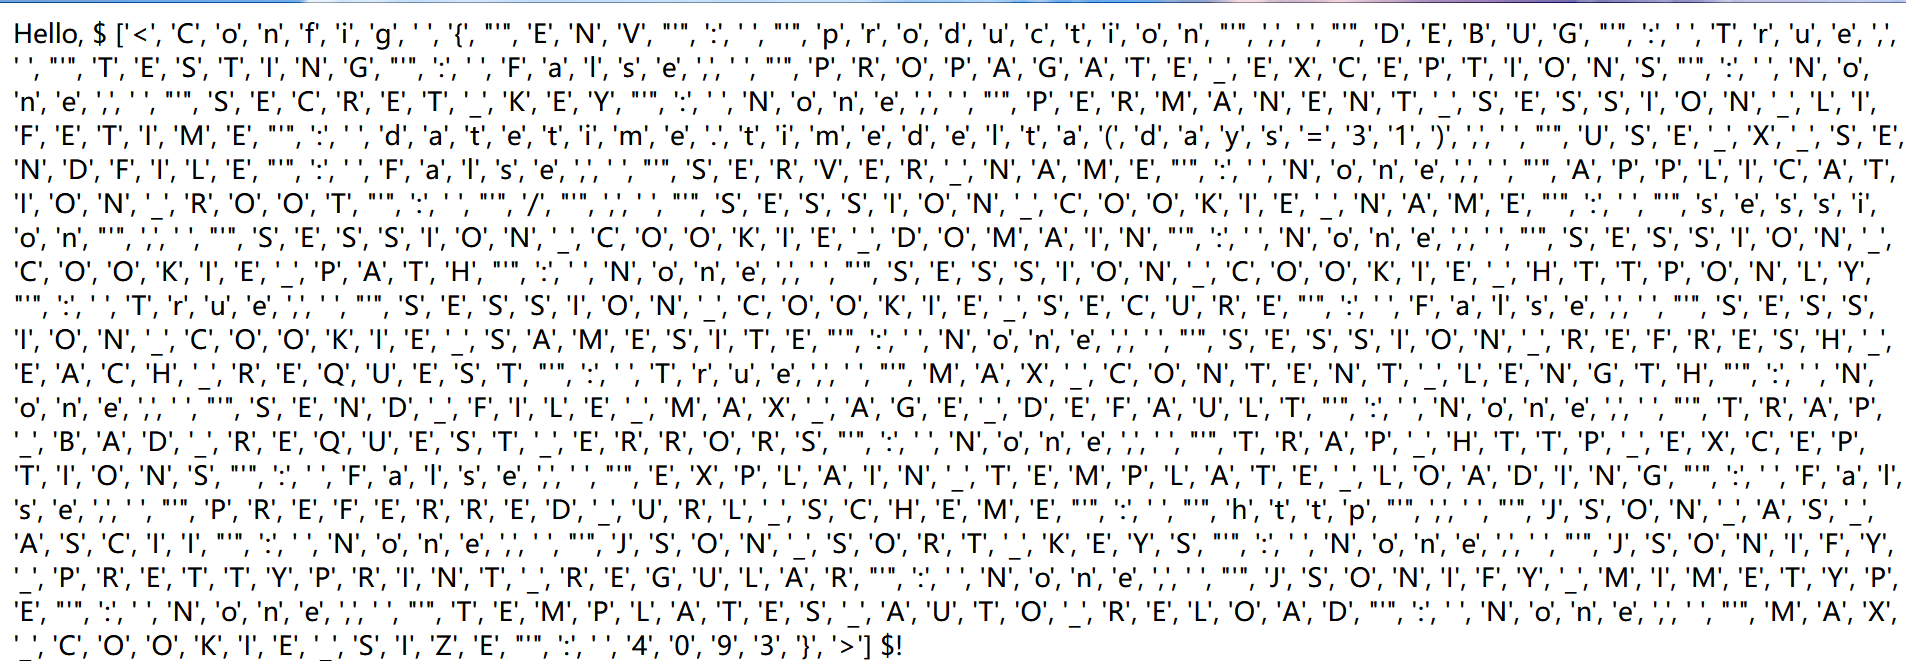 Hello, $ ['<', 'C', 'o', 'n', 'f', 'i', 'g', ' ', '{', "'", 'E', 'N', 'V', "'", ':', ' ', "'", 'p', 'r', 'o', 'd', 'u', 'c', 't', 'i', 'o', 'n', "'", ',', ' ', "'", 'D', 'E', 'B', 'U', 'G', "'", ':', ' ', 'T', 'r', 'u', 'e', ',',
' ', "'", 'T', 'E', 'S', 'T', 'I', 'N', 'G', "'", ':', ' ', 'F', 'a', 'l', 's', 'e', ',', ' ', "'", 'P', 'R', 'O', 'P', 'A', 'G', 'A', 'T', 'E', '_', 'E', 'X', 'C', 'E', 'P', 'T', 'I', 'O', 'N', 'S', "'", ':', ' ', 'N', 'o',
'n', 'e', ',', ' ', "'", 'S', 'E', 'C', 'R', 'E', 'T', '_', 'K', 'E', 'Y', "'", ':', ' ', 'N', 'o', 'n', 'e', ',', ' ', "'", 'P', 'E', 'R', 'M', 'A', 'N', 'E', 'N', 'T', '_', 'S', 'E', 'S', 'S', 'I', 'O', 'N', '_', 'L', 'I',
'F', 'E', 'T', 'I', 'M', 'E', "'", ':', ' ', 'd', 'a', 't', 'e', 't', 'i', 'm', 'e', '.', 't', 'i', 'm', 'e', 'd', 'e', 'l', 't', 'a', '(', 'd', 'a', 'y', 's', '=', '3', '1', ')', ',', ' ', "'", 'U', 'S', 'E', '_', 'X', '_', 'S', 'E',
'N', 'D', 'F', 'I', 'L', 'E', "'", ':', ' ', 'F', 'a', 'l', 's', 'e', ',', ' ', "'", 'S', 'E', 'R', 'V', 'E', 'R', '_', 'N', 'A', 'M', 'E', "'", ':', ' ', 'N', 'o', 'n', 'e', ',', ' ', "'", 'A', 'P', 'P', 'L', 'I', 'C', 'A', 'T',
'I', 'O', 'N', '_', 'R', 'O', 'O', 'T', "'", ':', ' ', "'", '/', "'", ',', ' ', "'", 'S', 'E', 'S', 'S', 'I', 'O', 'N', '_', 'C', 'O', 'O', 'K', 'I', 'E', '_', 'N', 'A', 'M', 'E', "'", ':', ' ', "'", 's', 'e', 's', 's', 'i',
'o', 'n', "'", ',', ' ', "'", 'S', 'E', 'S', 'S', 'I', 'O', 'N', '_', 'C', 'O', 'O', 'K', 'I', 'E', '_', 'D', 'O', 'M', 'A', 'I', 'N', "'", ':', ' ', 'N', 'o', 'n', 'e', ',', ' ', "'", 'S', 'E', 'S', 'S', 'I', 'O', 'N', '_',
'C', 'O', 'O', 'K', 'I', 'E', '_', 'P', 'A', 'T', 'H', "'", ':', ' ', 'N', 'o', 'n', 'e', ',', ' ', "'", 'S', 'E', 'S', 'S', 'I', 'O', 'N', '_', 'C', 'O', 'O', 'K', 'I', 'E', '_', 'H', 'T', 'T', 'P', 'O', 'N', 'L', 'Y',
"'", ':', ' ', 'T', 'r', 'u', 'e', ',', ' ', "'", 'S', 'E', 'S', 'S', 'I', 'O', 'N', '_', 'C', 'O', 'O', 'K', 'I', 'E', '_', 'S', 'E', 'C', 'U', 'R', 'E', "'", ':', ' ', 'F', 'a', 'l', 's', 'e', ',', ' ', "'", 'S', 'E', 'S', 'S',
'I', 'O', 'N', '_', 'C', 'O', 'O', 'K', 'I', 'E', '_', 'S', 'A', 'M', 'E', 'S', 'I', 'T', 'E', "'", ':', ' ', 'N', 'o', 'n', 'e', ',', ' ', "'", 'S', 'E', 'S', 'S', 'I', 'O', 'N', '_', 'R', 'E', 'F', 'R', 'E', 'S', 'H', '_',
'E', 'A', 'C', 'H', '_', 'R', 'E', 'Q', 'U', 'E', 'S', 'T', "'", ':', ' ', 'T', 'r', 'u', 'e', ',', ' ', "'", 'M', 'A', 'X', '_', 'C', 'O', 'N', 'T', 'E', 'N', 'T', '_', 'L', 'E', 'N', 'G', 'T', 'H', "'", ':', ' ', 'N',
'o', 'n', 'e', ',', ' ', "'", 'S', 'E', 'N', 'D', '_', 'F', 'I', 'L', 'E', '_', 'M', 'A', 'X', '_', 'A', 'G', 'E', '_', 'D', 'E', 'F', 'A', 'U', 'L', 'T', "'", ':', ' ', 'N', 'o', 'n', 'e', ',', ' ', "'", 'T', 'R', 'A', 'P',
'_', 'B', 'A', 'D', '_', 'R', 'E', 'Q', 'U', 'E', 'S', 'T', '_', 'E', 'R', 'R', 'O', 'R', 'S', "'", ':', ' ', 'N', 'o', 'n', 'e', ',', ' ', "'", 'T', 'R', 'A', 'P', '_', 'H', 'T', 'T', 'P', '_', 'E', 'X', 'C', 'E', 'P',
'T', 'I', 'O', 'N', 'S', "'", ':', ' ', 'F', 'a', 'l', 's', 'e', ',', ' ', "'", 'E', 'X', 'P', 'L', 'A', 'I', 'N', '_', 'T', 'E', 'M', 'P', 'L', 'A', 'T', 'E', '_', 'L', 'O', 'A', 'D', 'I', 'N', 'G', "'", ':', ' ', 'F', 'a', 'l',
's', 'e', ',', ' ', "'", 'P', 'R', 'E', 'F', 'E', 'R', 'R', 'E', 'D', '_', 'U', 'R', 'L', '_', 'S', 'C', 'H', 'E', 'M', 'E', "'", ':', ' ', "'", 'h', 't', 't', 'p', "'", ',', ' ', "'", 'J', 'S', 'O', 'N', '_', 'A', 'S', '_',
'A', 'S', 'C', 'I', 'I', "'", ':', ' ', 'N', 'o', 'n', 'e', ',', ' ', "'", 'J', 'S', 'O', 'N', '_', 'S', 'O', 'R', 'T', '_', 'K', 'E', 'Y', 'S', "'", ':', ' ', 'N', 'o', 'n', 'e', ',', ' ', "'", 'J', 'S', 'O', 'N', 'I', 'F', 'Y',
'_', 'P', 'R', 'E', 'T', 'T', 'Y', 'P', 'R', 'I', 'N', 'T', '_', 'R', 'E', 'G', 'U', 'L', 'A', 'R', "'", ':', ' ', 'N', 'o', 'n', 'e', ',', ' ', "'", 'J', 'S', 'O', 'N', 'I', 'F', 'Y', '_', 'M', 'I', 'M', 'E', 'T', 'Y', 'P',
'E', "'", ':', ' ', 'N', 'o', 'n', 'e', ',', ' ', "'", 'T', 'E', 'M', 'P', 'L', 'A', 'T', 'E', 'S', '_', 'A', 'U', 'T', 'O', '_', 'R', 'E', 'L', 'O', 'A', 'D', "'", ':', ' ', 'N', 'o', 'n', 'e', ',', ' ', "'", 'M', 'A', 'X',
'_', 'C', 'O', 'O', 'K', 'I', 'E', '_', 'S', 'I', 'Z', 'E', "'", ':', ' ', '4', '0', '9', '3', '}', '>'] $!